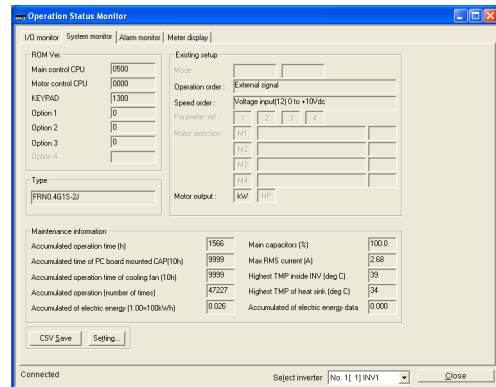 Operation Status Monitor
I/O monitor System monitor Alarm monitor Meter display
ROM Ver.
Main control CPU 0500
Motor control CPU 0000
KEYPAD 1300
Option 1 0
Option 2 0
Option 3 0
Option 4
Type
FRN0.4G1S-2J
Existing setup
Mode
Operation order : External signal
Speed order : Voltage input(12) 0 to +10Vdc
Parameter set : 1 2 3 4
Motor selection : M1
M2
M3
M4
Motor output : kW HP
Maintenance information
Accumulated operation time (h) 1566
Accumulated time of PC board mounted CAP(10h) 9999
Accumulated operation time of cooling fan (10h) 9999
Accumulated operation (number of times) 47227
Accumulated of electric energy (1.00=100kWh) 0.026
Main capacitors (%) 100.0
Max RMS current (A) 2.68
Highest TMP inside INV (deg C) 39
Highest TMP of heat sink (deg C) 34
Accumulated of electric energy data 0.000
CSV Save Setting...
Connected Select inverter No. 1[ 1] INV1 Close